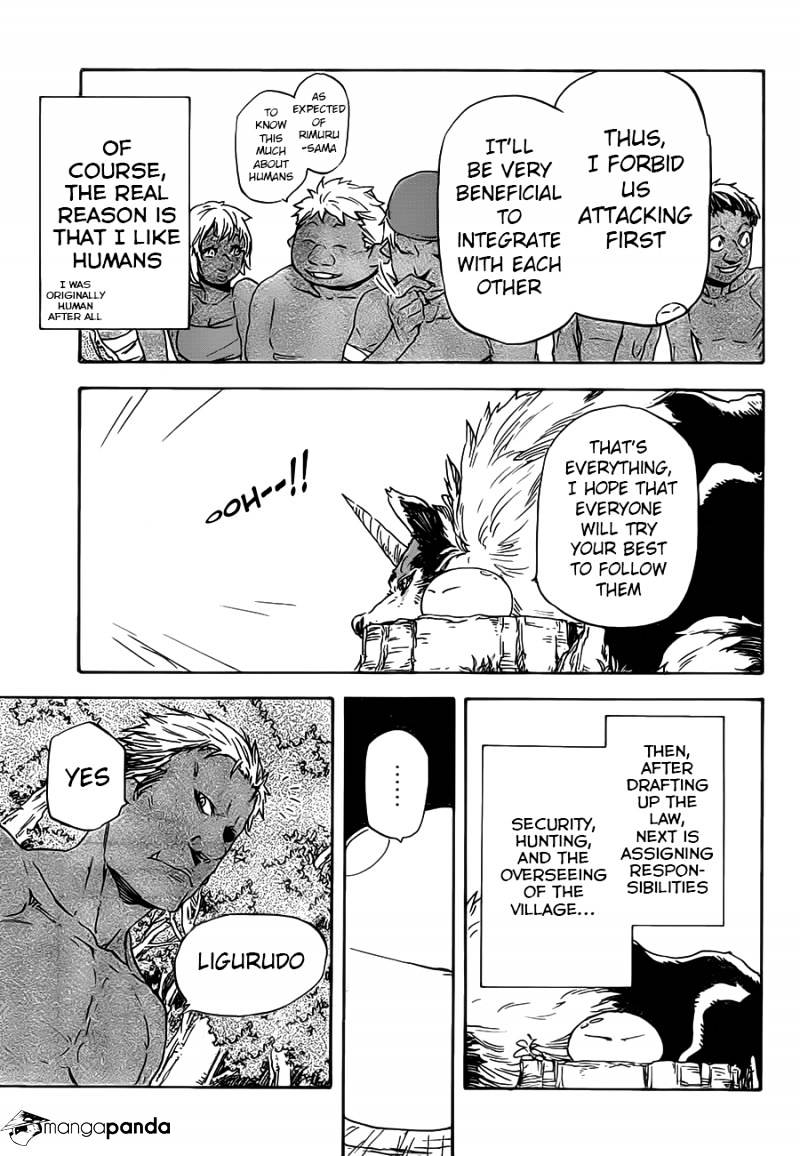 THUS,
I FORBID
US
ATTACKING
FIRST
IT'LL
BE VERY
BENEFICIAL
TO
INTEGRATE
WITH EACH
OTHER
AS
EXPECTED
OF
RIMURU
-SAMA
TO
KNOW
THIS
MUCH
ABOUT
HUMANS
OF
COURSE,
THE REAL
REASON IS
THAT I LIKE
HUMANS
I WAS
ORIGINALLY
HUMAN
AFTER ALL
THAT'S
EVERYTHING,
I HOPE THAT
EVERYONE
WILL TRY
YOUR BEST
TO FOLLOW
THEM
OOH--!!
THEN,
AFTER
DRAFTING
UP THE
LAW,
NEXT IS
ASSIGNING
RESPON-
SIBILITIES
SECURITY,
HUNTING,
AND THE
OVERSEEING
OF THE
VILLAGE...
......
LIGURUDO
YES
mangapanda